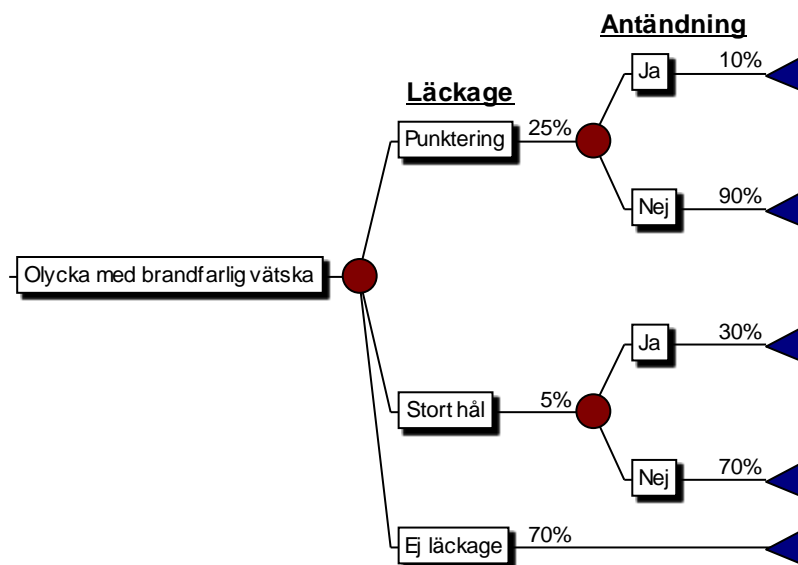 Antändning
Ja 10%
Läckage
Punktering 25%
Nej 90%
Olycka med brandfarlig vätska
Ja 30%
Stort hål 5%
Nej 70%
Ej läckage 70%